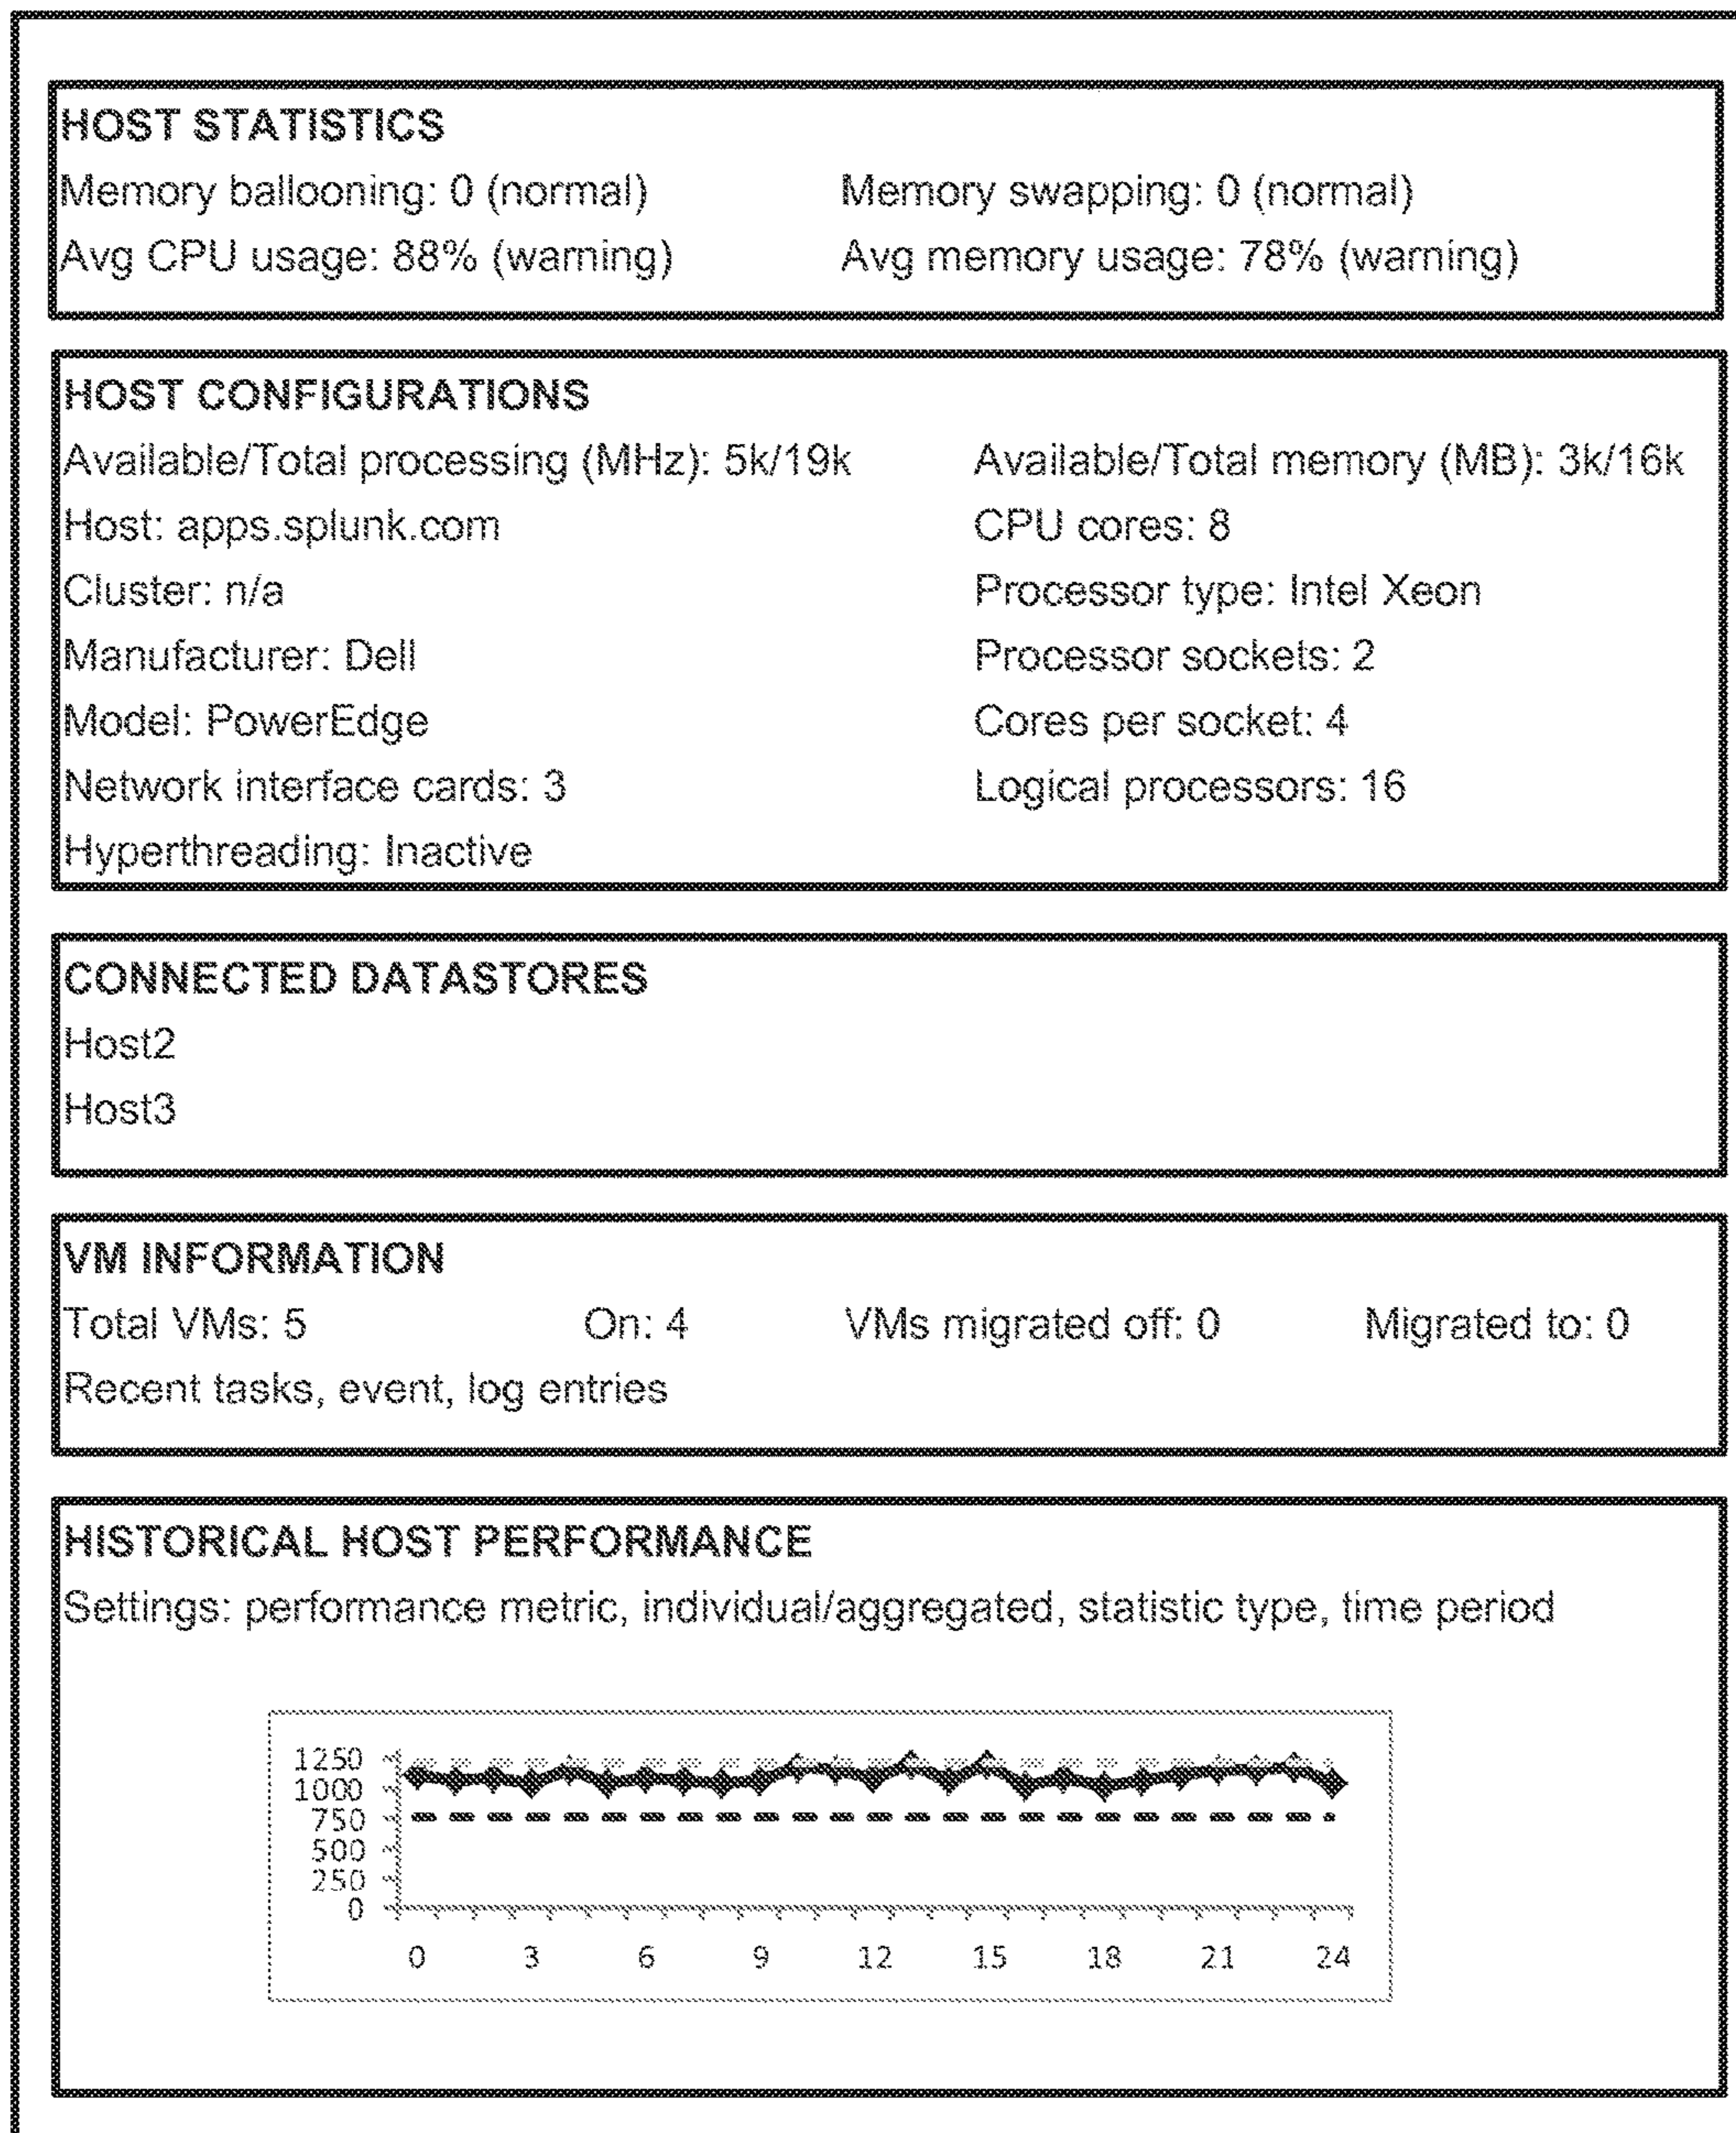 HOST STATISTICS
Memory ballooning: 0 (normal) Memory swapping: 0 (normal)
Avg CPU usage: 88% (warning) Avg memory usage: 78% (warning)
HOST CONFIGURATIONS
Available/Total processing (MHz): 5k/19k Available/Total memory (MB): 3k/16k
Host: apps.splunk.com CPU cores: 8
Cluster: n/a Processor type: Intel Xeon
Manufacturer: Dell Processor sockets: 2
Model: PowerEdge Cores per socket: 4
Network interface cards: 3 Logical processors: 16
Hyperthreading: Inactive
CONNECTED DATASTORES
Host2
Host3
VM INFORMATION
Total VMs: 5 On: 4 VMs migrated off: 0 Migrated to: 0
Recent tasks, event, log entries
HISTORICAL HOST PERFORMANCE
Settings: performance metric, individual/aggregated, statistic type, time period
1250
1000
750
500
250
0
0 3 6 9 12 15 18 21 24